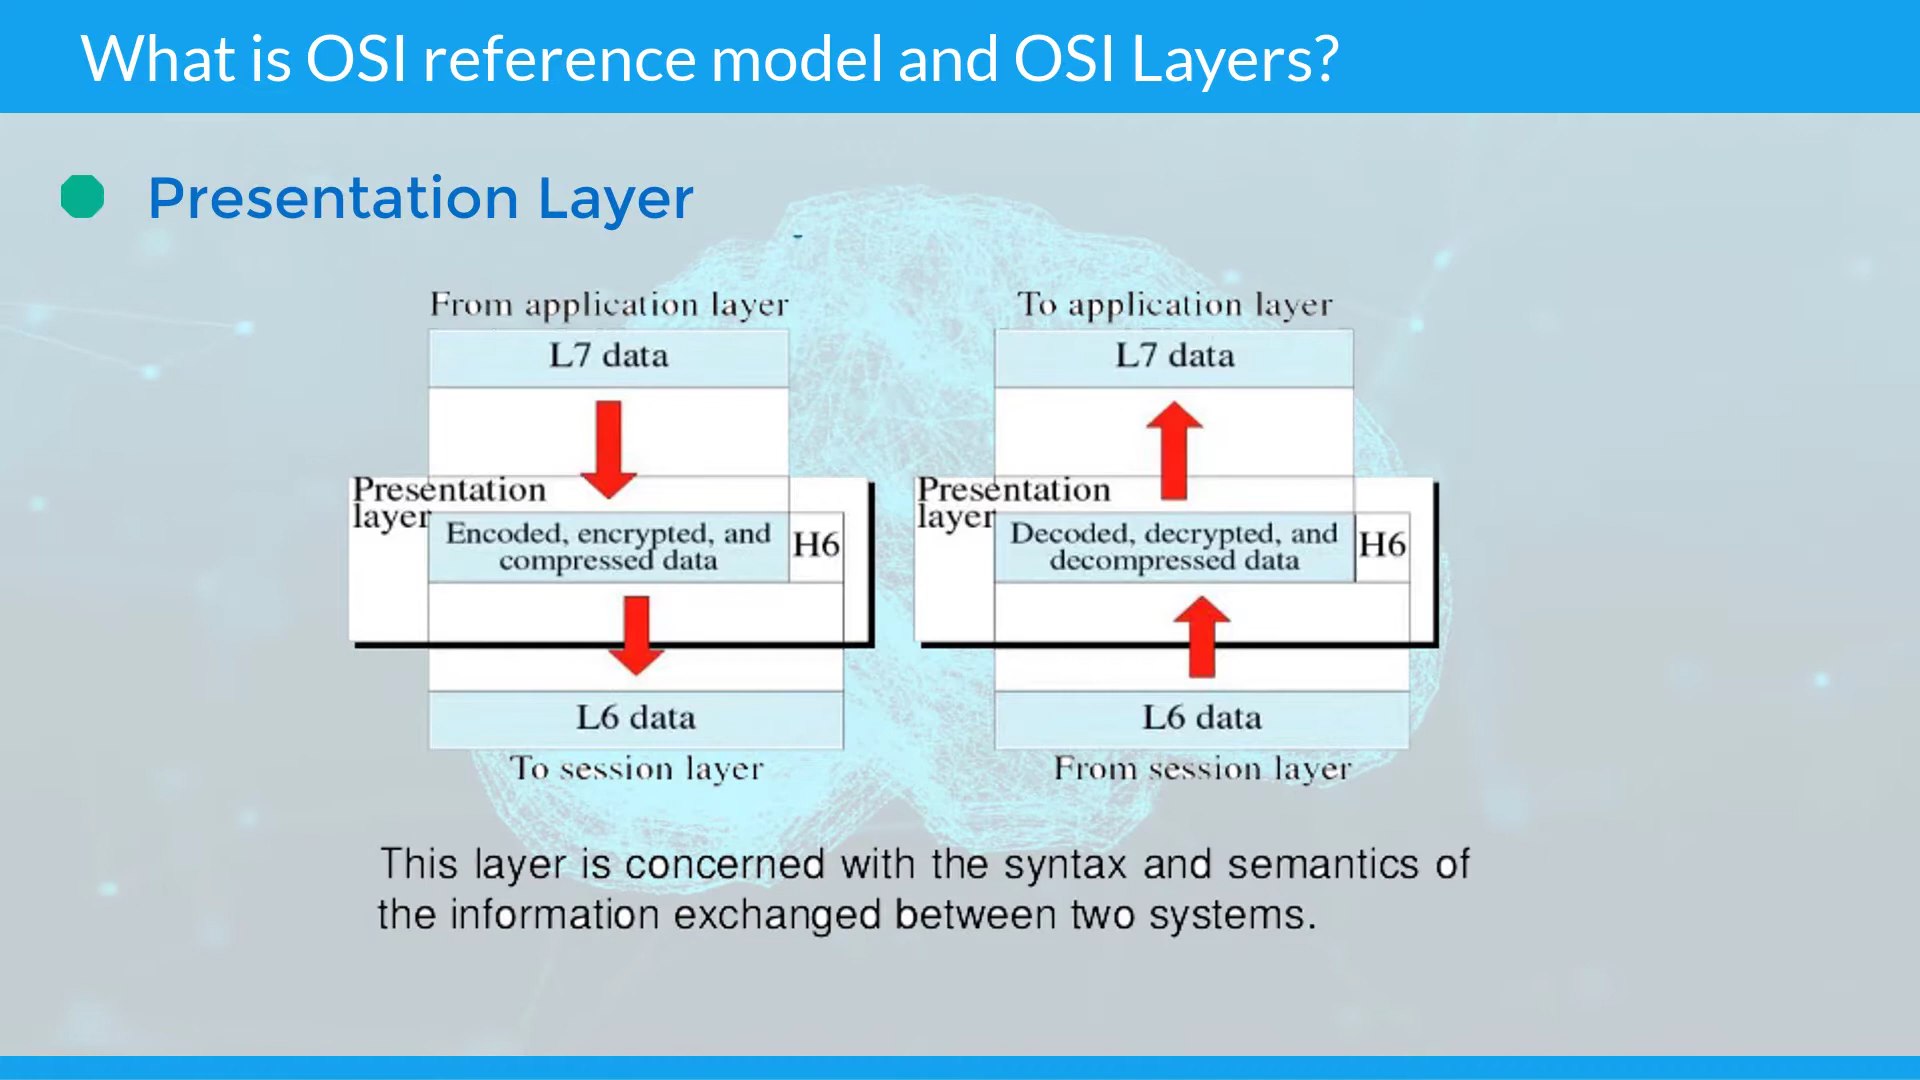 What is OSI reference model and OSI Layers?
Presentation Layer
From application layer
L7 data
Presentation
layer
Encoded, encrypted, and
compressed data
H6
L6 data
To session layer
To application layer
L7 data
Presentation
layer
Decoded, decrypted, and
decompressed data
H6
L6 data
From session layer
This layer is concerned with the syntax and semantics of
the information exchanged between two systems.